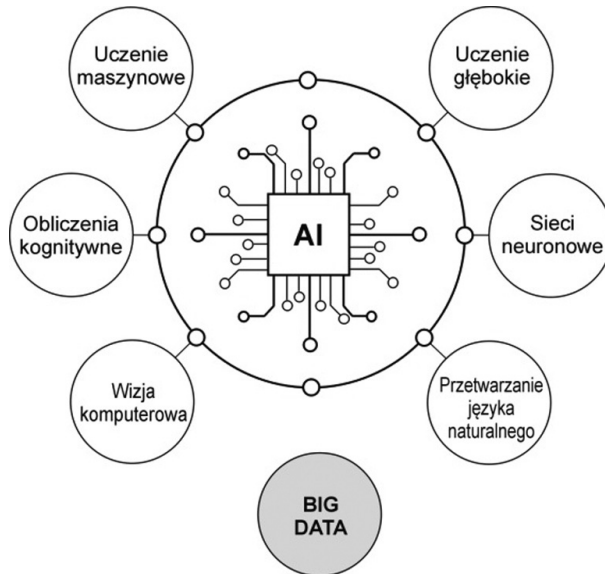 Uczenie
maszynowe
Uczenie
głębokie
Obliczenia
kognitywne
AI
Sieci
neuronowe
Wizja
komputerowa
Przetwarzanie
języka
naturalnego
BIG
DATA